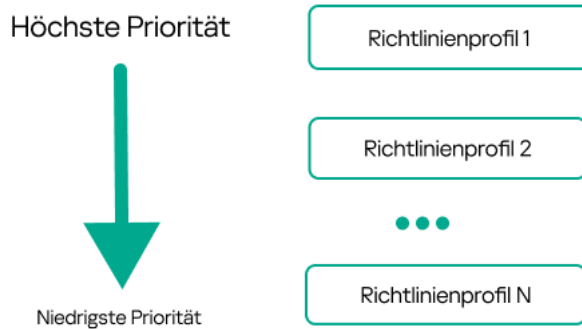 Höchste Priorität
Richtlinienprofil 1
Richtlinienprofil 2
Richtlinienprofil N
Niedrigste Priorität